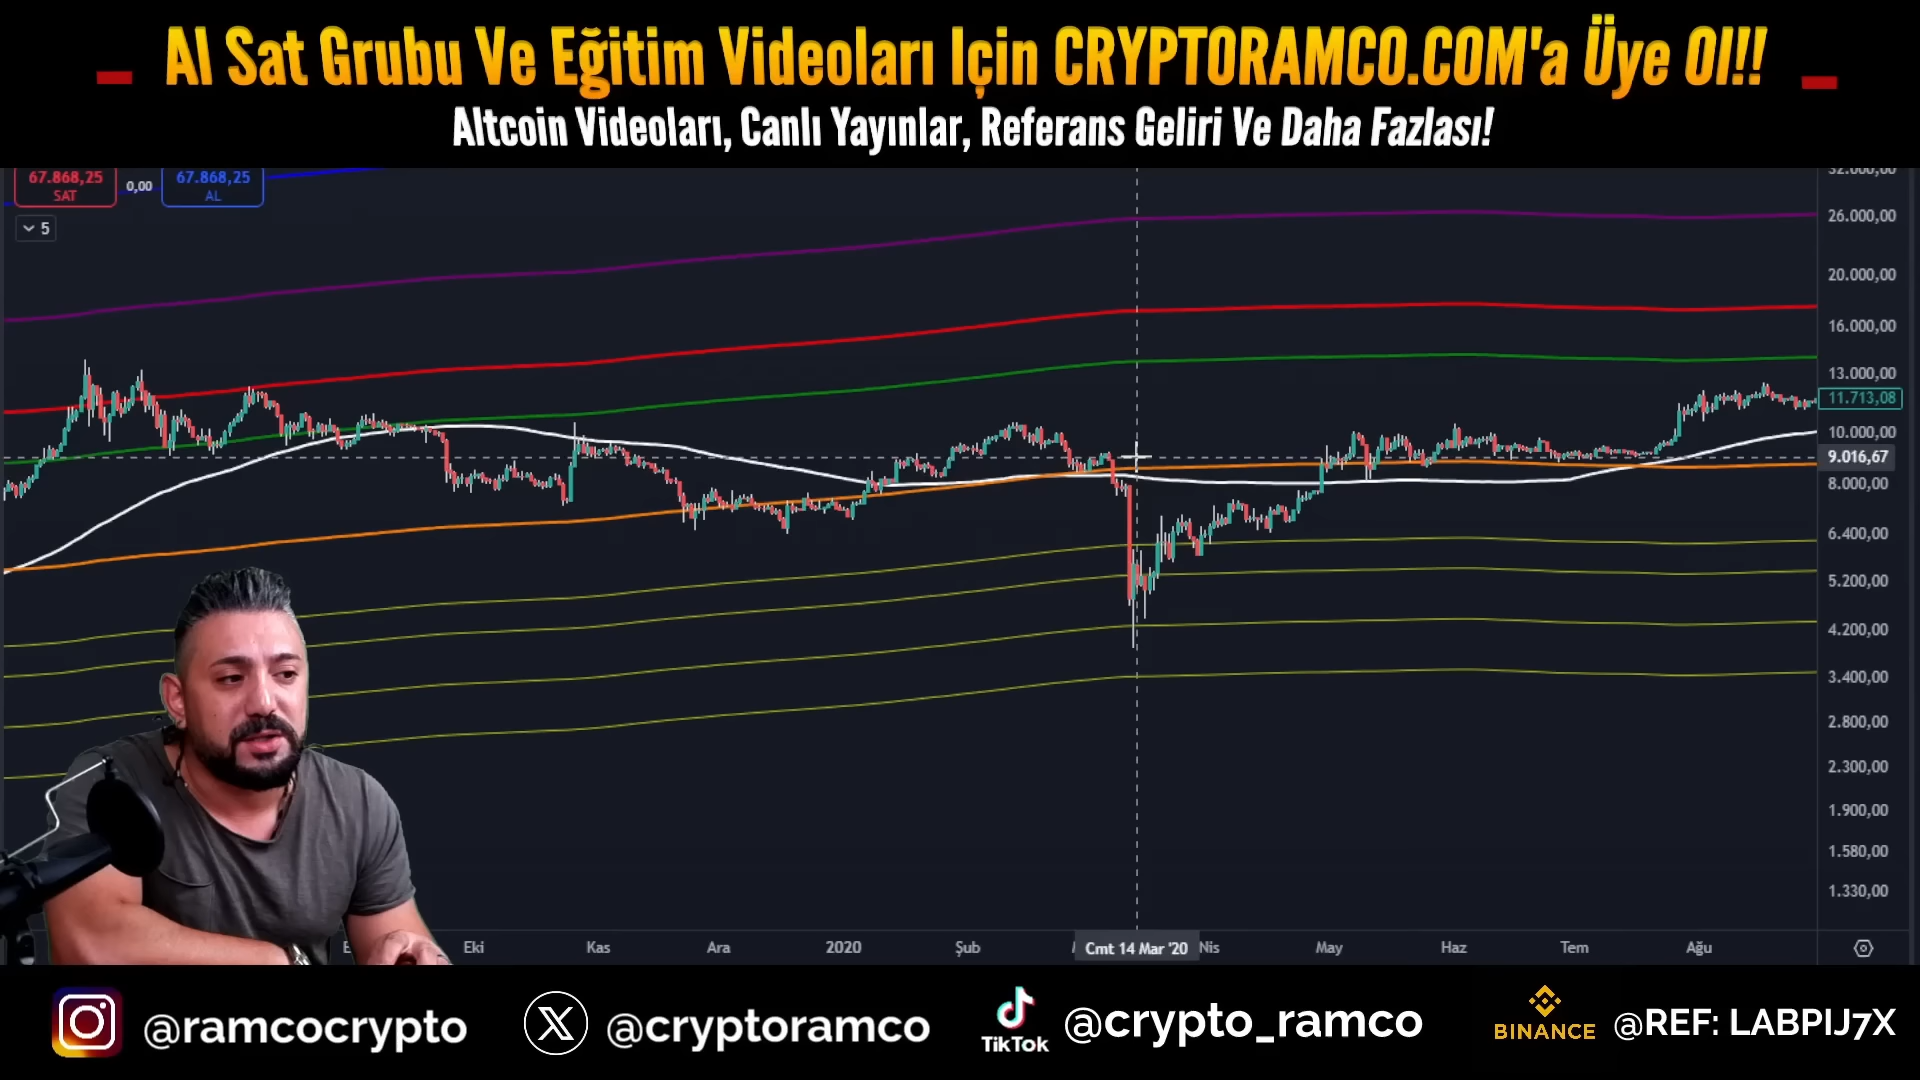 Al Sat Grubu Ve Eğitim Videoları Için CRYPTORAMCO.COM'a Üye Ol!!
Altcoin Videoları, Canlı Yayınlar, Referans Geliri Ve Daha Fazlası!
67.868,25
SAT
0,00
67.868,25
AL
5
32.000,00
26.000,00
20.000,00
16.000,00
13.000,00
11.713,08
10.000,00
9.016,67
8.000,00
6.400,00
5.200,00
4.200,00
3.400,00
2.800,00
2.300,00
1.900,00
1.580,00
1.330,00
Eki Kas Ara 2020 Şub Cmt 14 Mar '20 Nis May Haz Tem Ağu
@ramcocrypto
@cryptoramco
TikTok
@crypto_ramco
BINANCE
@REF: LABPIJ7X